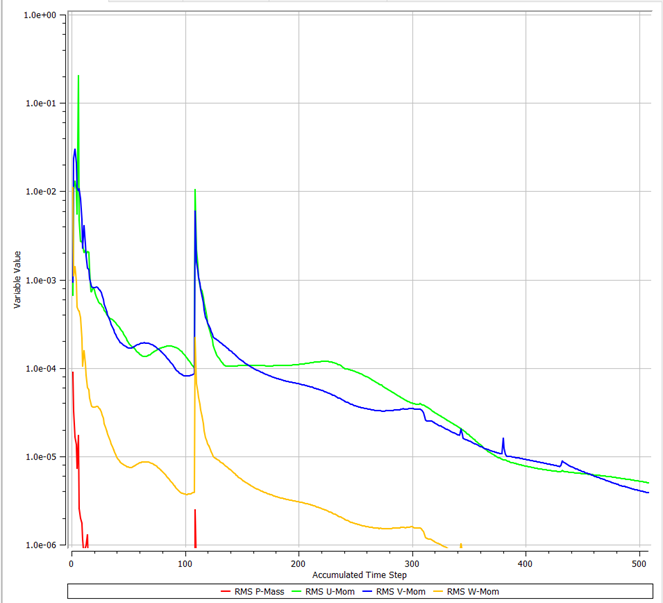 1.0e+00
1.0e-01
1.0e-02
1.0e-03
1.0e-04
1.0e-05
1.0e-06
Variable Value
0 100 200 300 400 500
Accumulated Time Step
RMS P-Mass RMS U-Mom RMS V-Mom RMS W-Mom